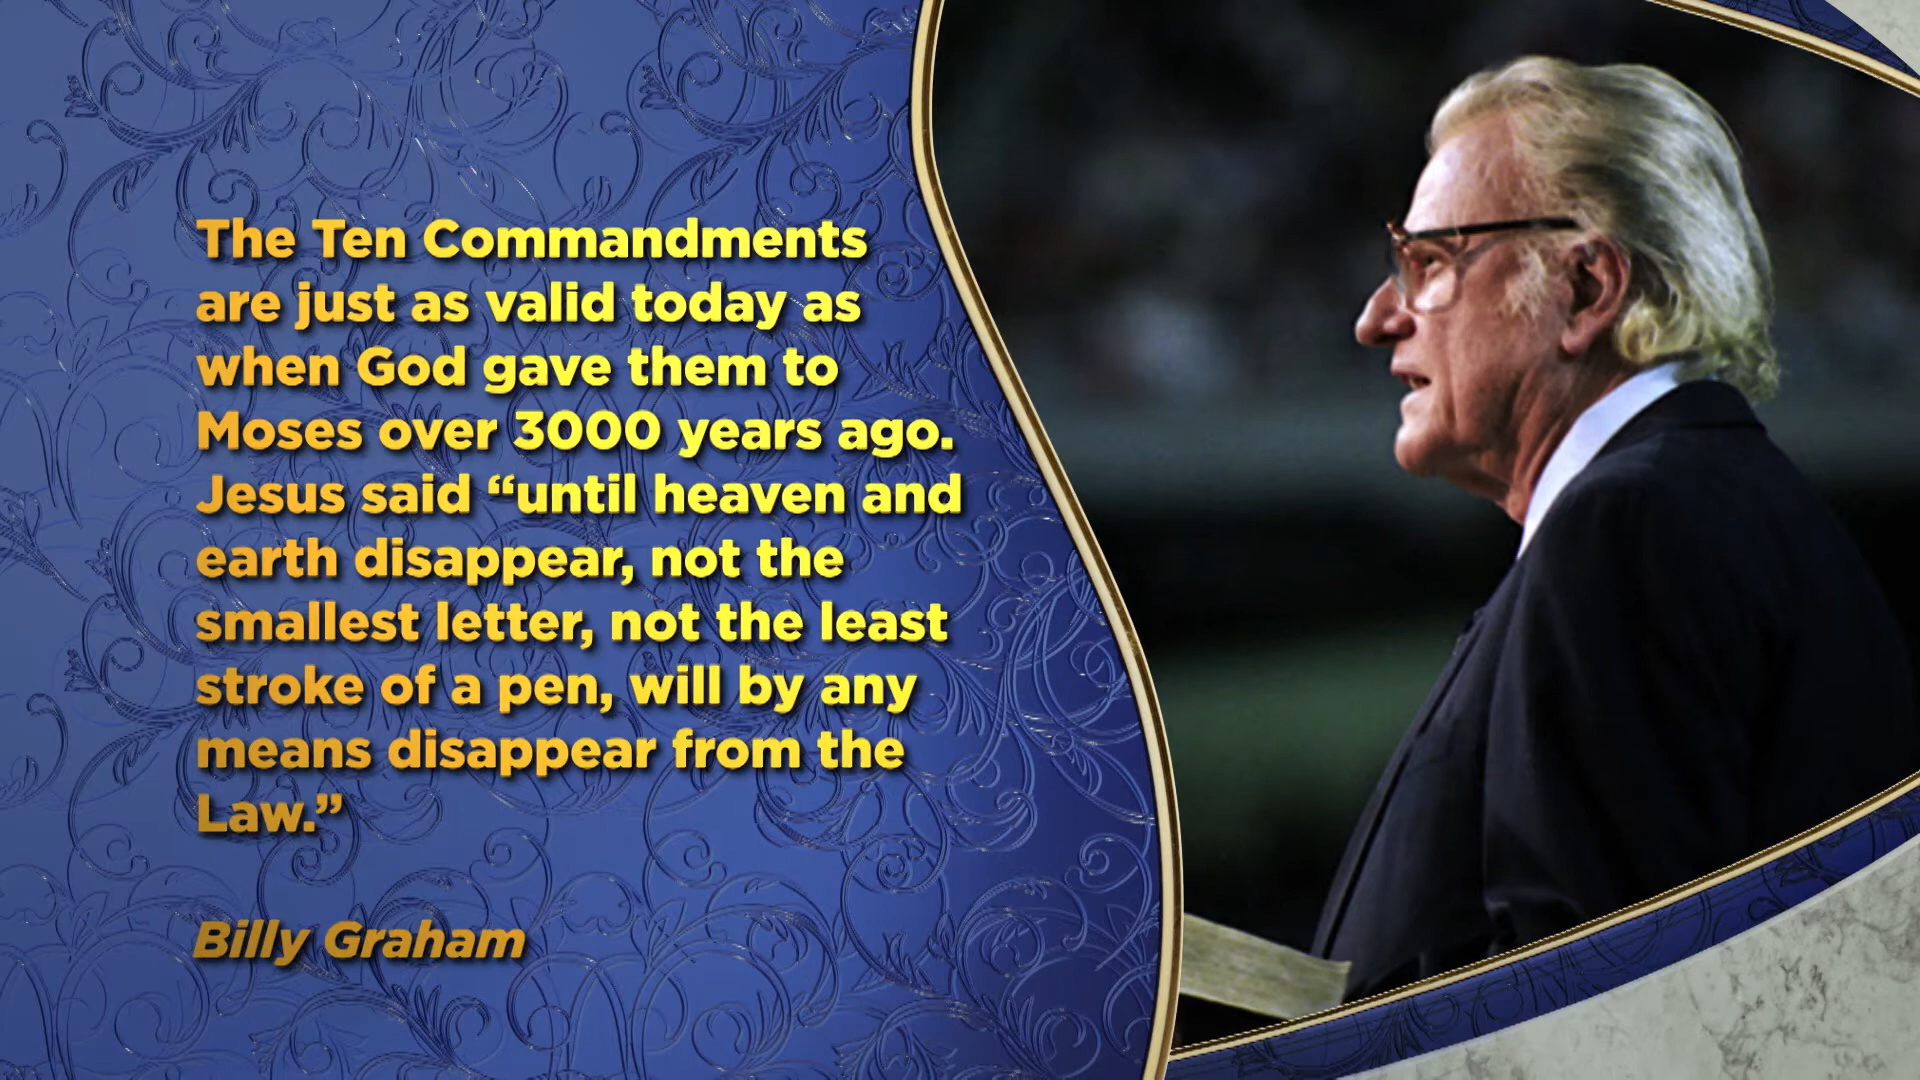 The Ten Commandments
are just as valid today as
when God gave them to
Moses over 3000 years ago.
Jesus said “until heaven and
earth disappear, not the
smallest letter, not the least
stroke of a pen, will by any
means disappear from the
Law.”
Billy Graham